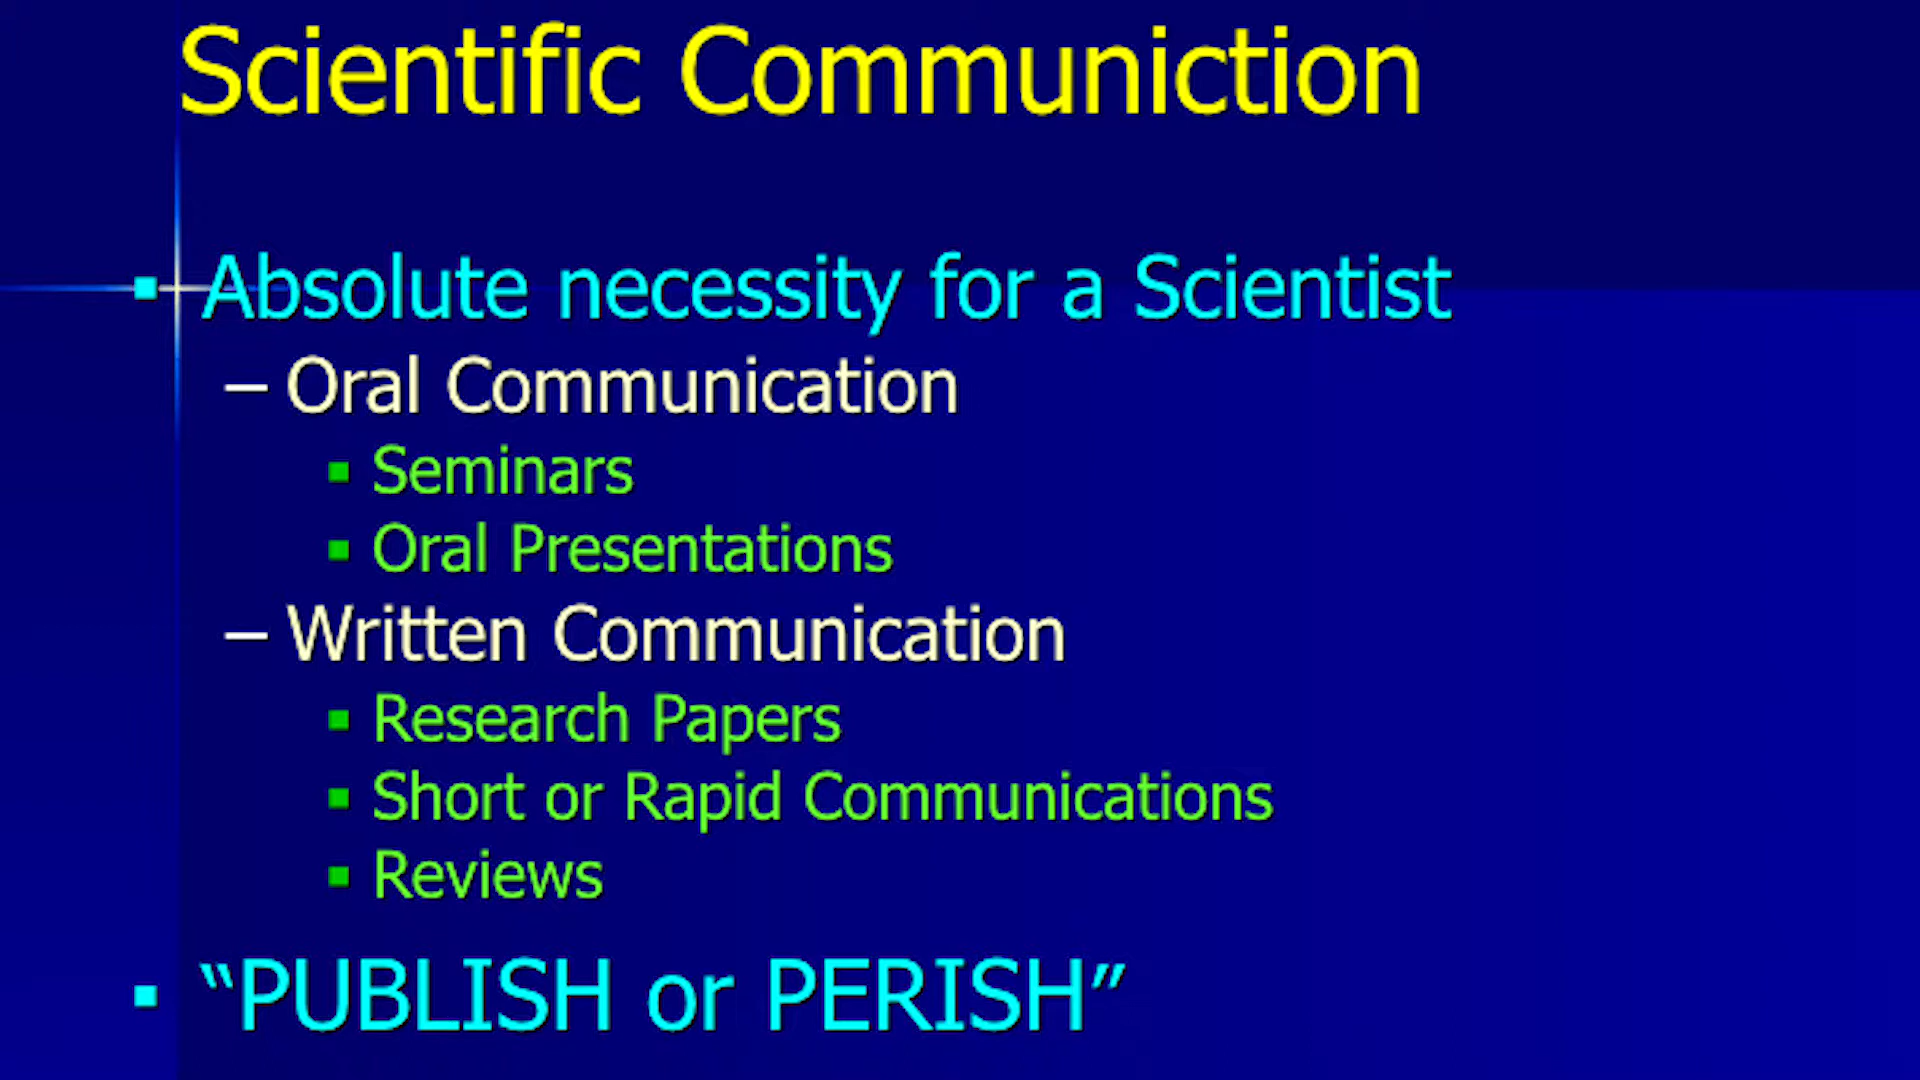 Scientific Communiction
▪ Absolute necessity for a Scientist
– Oral Communication
▪ Seminars
▪ Oral Presentations
– Written Communication
▪ Research Papers
▪ Short or Rapid Communications
▪ Reviews
▪ “PUBLISH or PERISH”